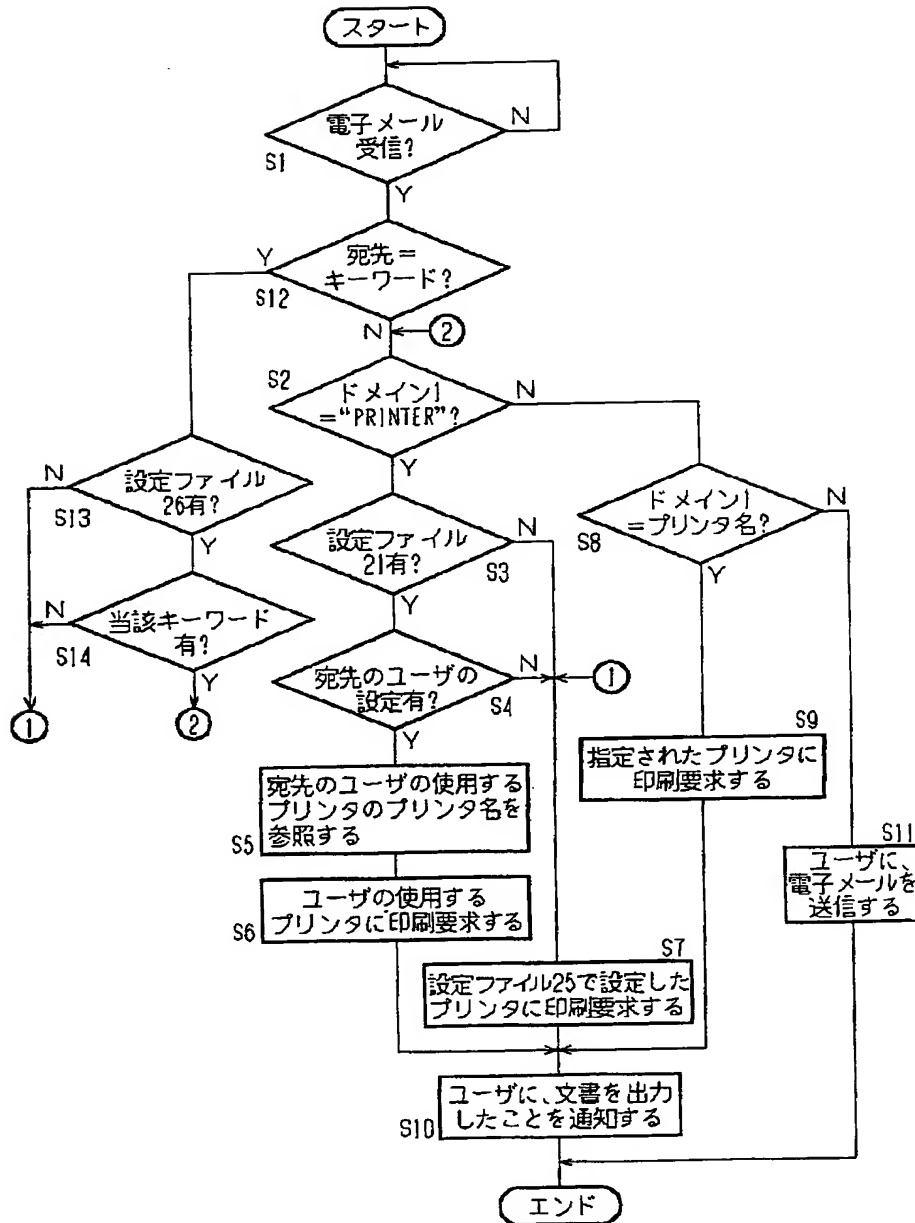 スタート
電子メール
受信?
N
S1
Y
宛先=
キーワード?
Y
S12
N
②
S2
ドメイン1
="PRINTER"?
N
Y
設定ファイル
26有?
N
S13
Y
設定ファイル
21有?
N
S3
Y
ドメイン1
=プリンタ名?
N
S8
Y
当該キーワード
有?
N
S14
Y
①
②
宛先のユーザの
設定有?
N
S4
①
Y
S9
指定されたプリンタに
印刷要求する
宛先のユーザの使用する
プリンタのプリンタ名を
参照する
S5
S11
ユーザに、
電子メールを
送信する
ユーザの使用する
プリンタに印刷要求する
S6
S7
設定ファイル25で設定した
プリンタに印刷要求する
ユーザに、文書を出力
したことを通知する
S10
エンド